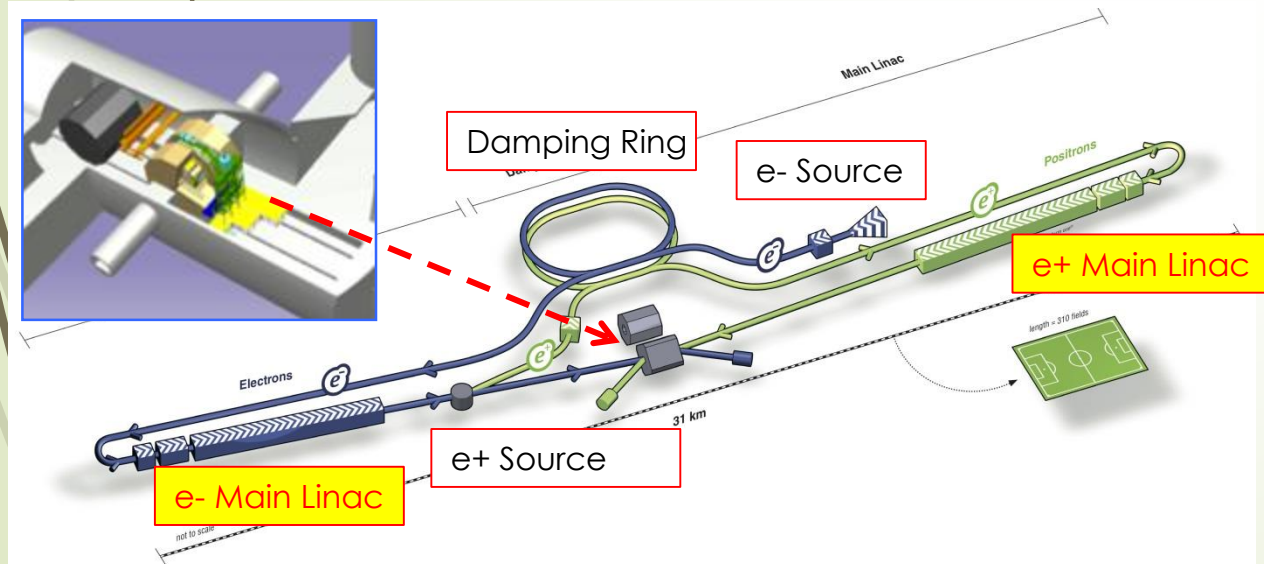 Main Linac
Damping Ring
e- Source
Positrons
e+
e-
e+ Main Linac
length = 310 fields
e+
Electrons
e-
31 km
e+ Source
e- Main Linac
not to scale